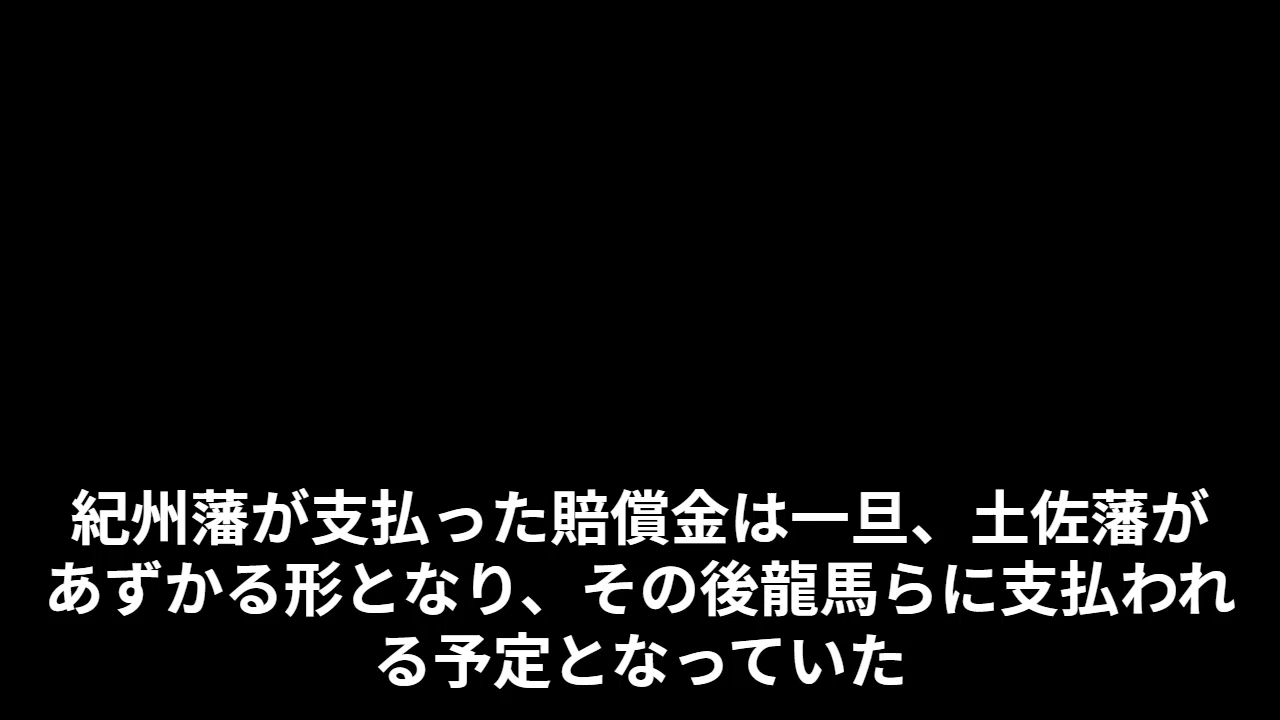 紀州藩が支払った賠償金は一旦、土佐藩が
あずかる形となり、その後龍馬らに支払われ
る予定となっていた